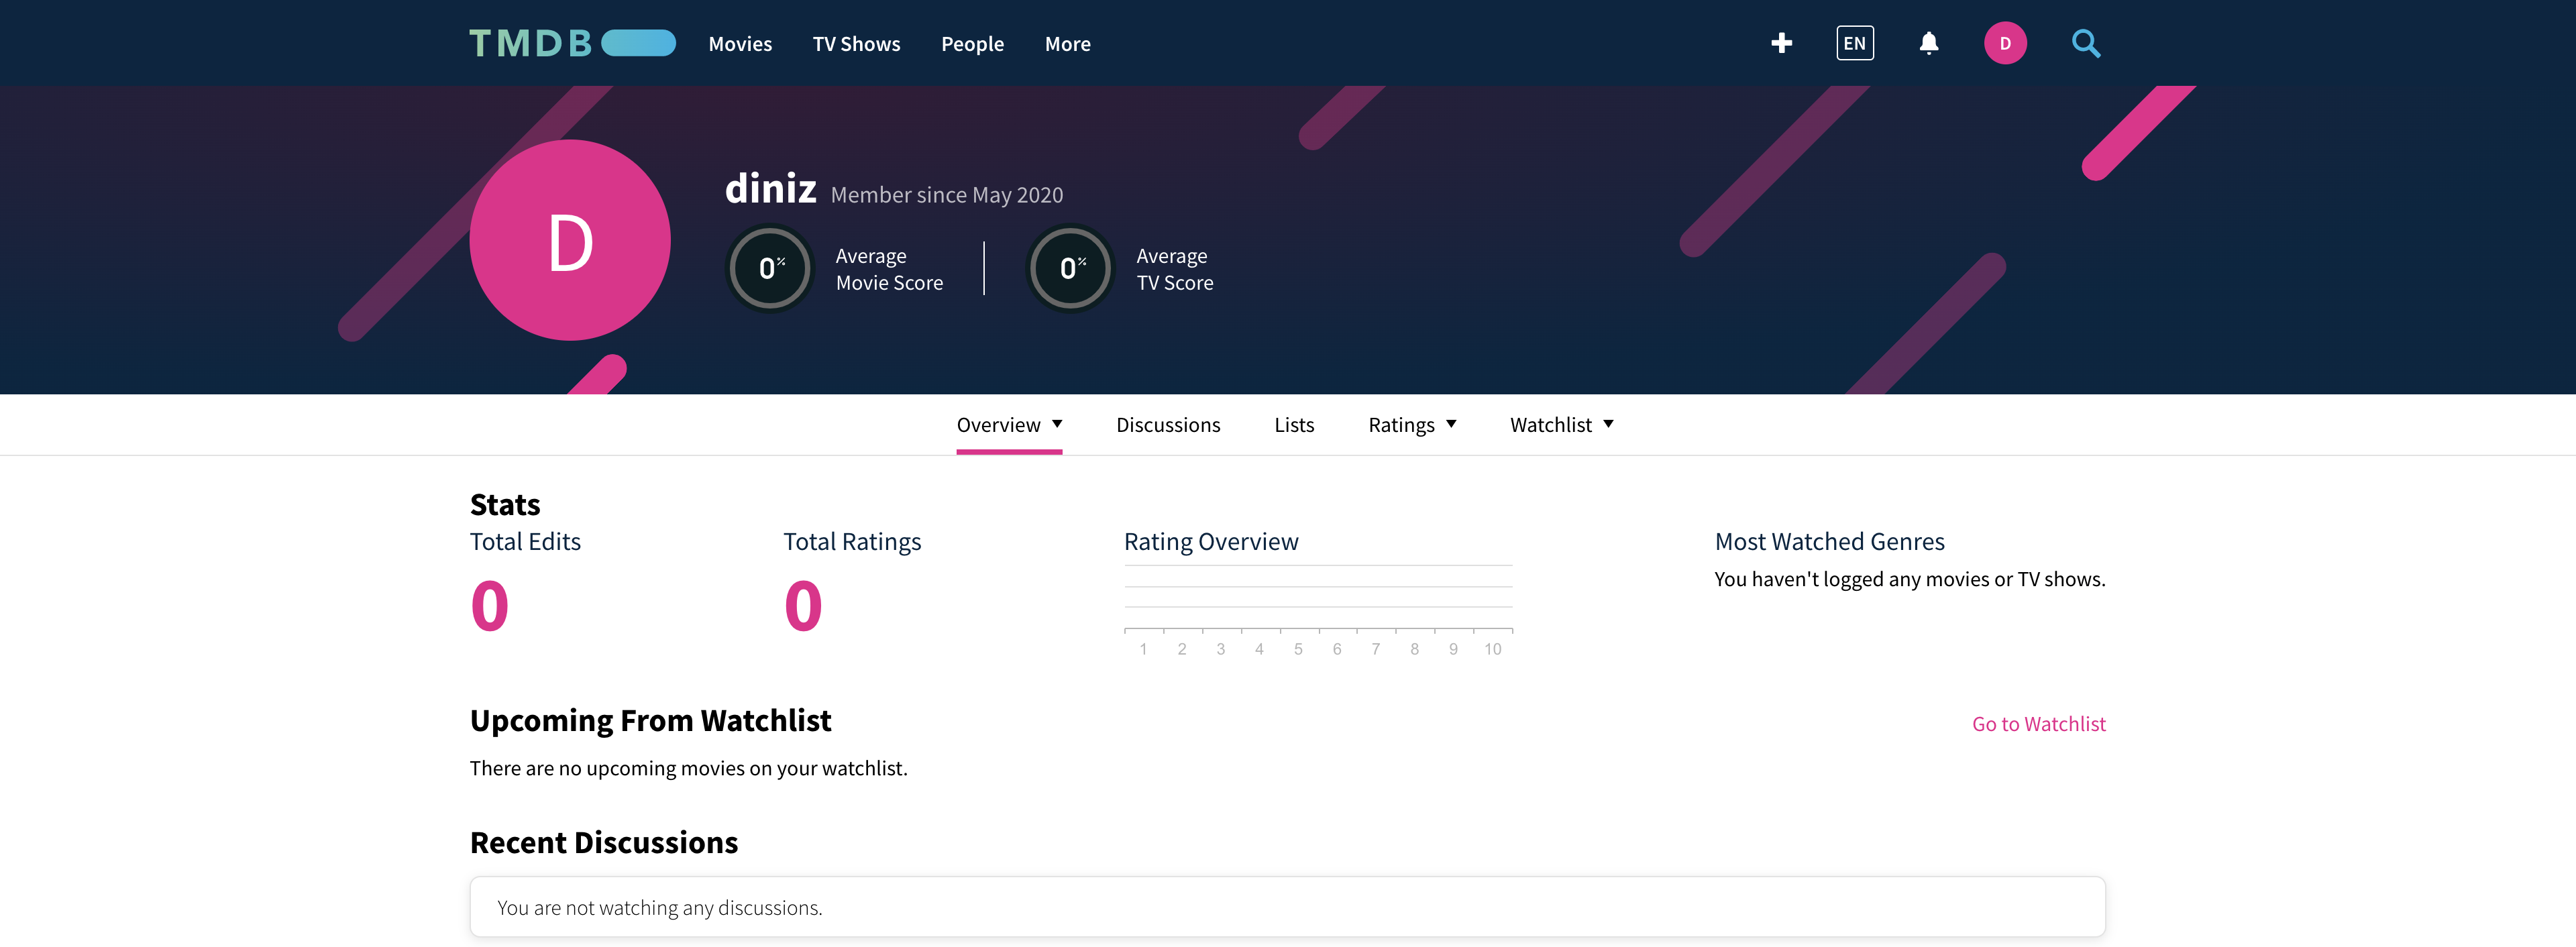 TMDB
Movies TV Shows People More
EN
D
D
diniz Member since May 2020
0%
Average
Movie Score
0%
Average
TV Score
Overview Discussions Lists Ratings Watchlist
Stats
Total Edits
0
Total Ratings
0
Rating Overview
1 2 3 4 5 6 7 8 9 10
Most Watched Genres
You haven't logged any movies or TV shows.
Upcoming From Watchlist
Go to Watchlist
There are no upcoming movies on your watchlist.
Recent Discussions
You are not watching any discussions.